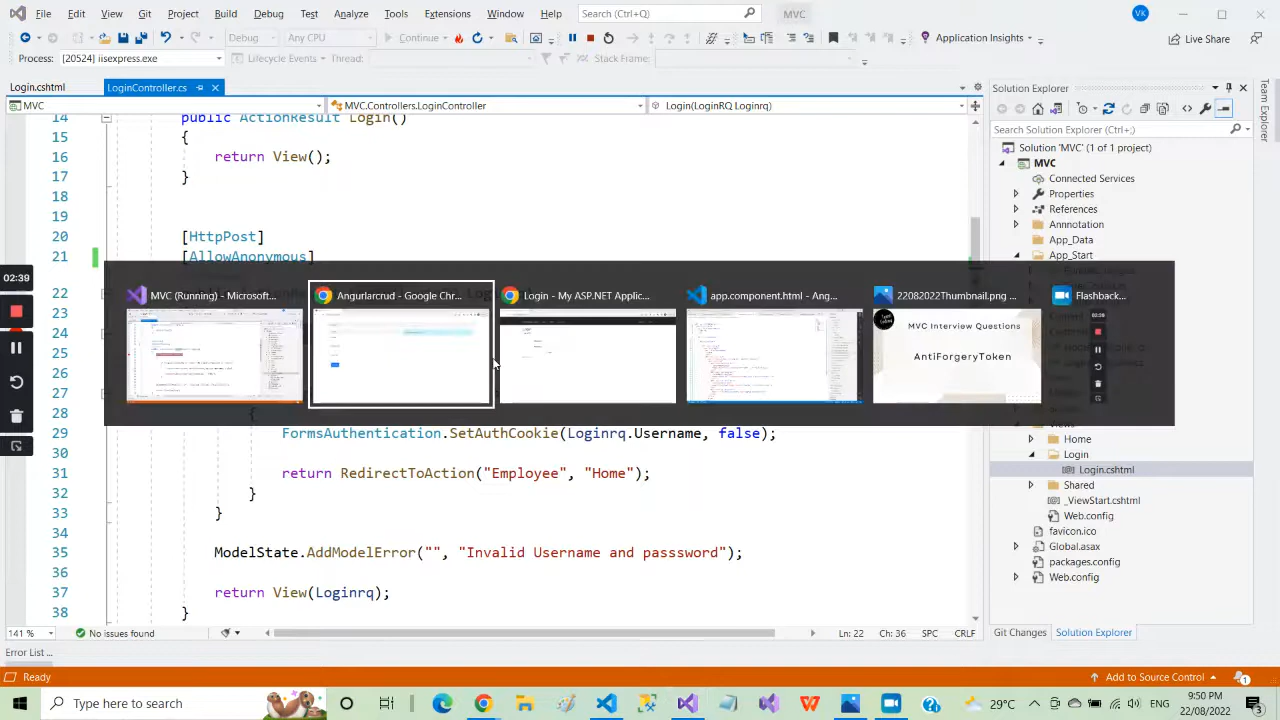 File Edit View Git Project Build Debug Test Analyze Tools Extensions Window Help Search (Ctrl+Q) MVC VK
Debug Any CPU Continue Application Insights Live Share
Process: [20524] iisexpress.exe Lifecycle Events Thread: Stack Frame:
Login.cshtml LoginController.cs
MVC MVC.Controllers.LoginController Login(LoginRQ Loginrq)
14 public ActionResult Login()
15 {
16 return View();
17 }
18
19
20 [HttpPost]
21 [AllowAnonymous]
22
23
24
25
26
27
28 {
29 FormsAuthentication.SetAuthCookie(Loginrq.Username, false);
30
31 return RedirectToAction("Employee", "Home");
32 }
33 }
34
35 ModelState.AddModelError("", "Invalid Username and passsword");
36
37 return View(Loginrq);
38 }
02:39
MVC (Running) - Microsoft...
Angurlarcrud - Google Chr...
Login - My ASP.NET Applic...
app.component.html - Ang...
22082022Thumbnail.png ...
Flashback...
MVC Interview Questions
AntiForgeryToken
Solution Explorer
Search Solution Explorer (Ctrl+;)
Solution 'MVC' (1 of 1 project)
MVC
Connected Services
Properties
References
Annnotation
App_Data
App_Start
Home
Login
Login.cshtml
Shared
_ViewStart.cshtml
Web.config
favicon.ico
Global.asax
packages.config
Web.config
141 % No issues found Ln: 22 Ch: 36 SPC CRLF
Git Changes Solution Explorer
Error List ...
Ready Add to Source Control 1
Type here to search 29°C ENG 9:50 PM
22/08/2022 3